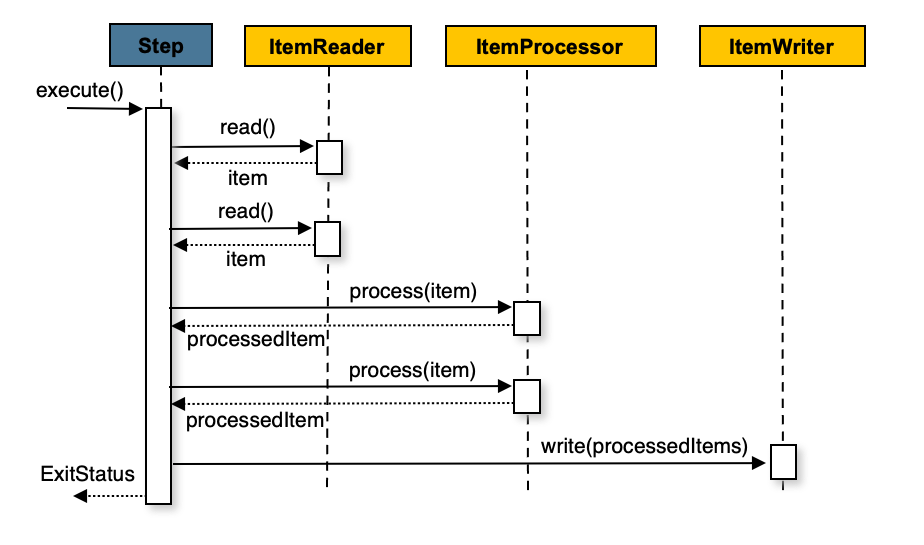 Step
ItemReader
ItemProcessor
ItemWriter
execute()
read()
item
read()
item
process(item)
processedItem
process(item)
processedItem
write(processedItems)
ExitStatus